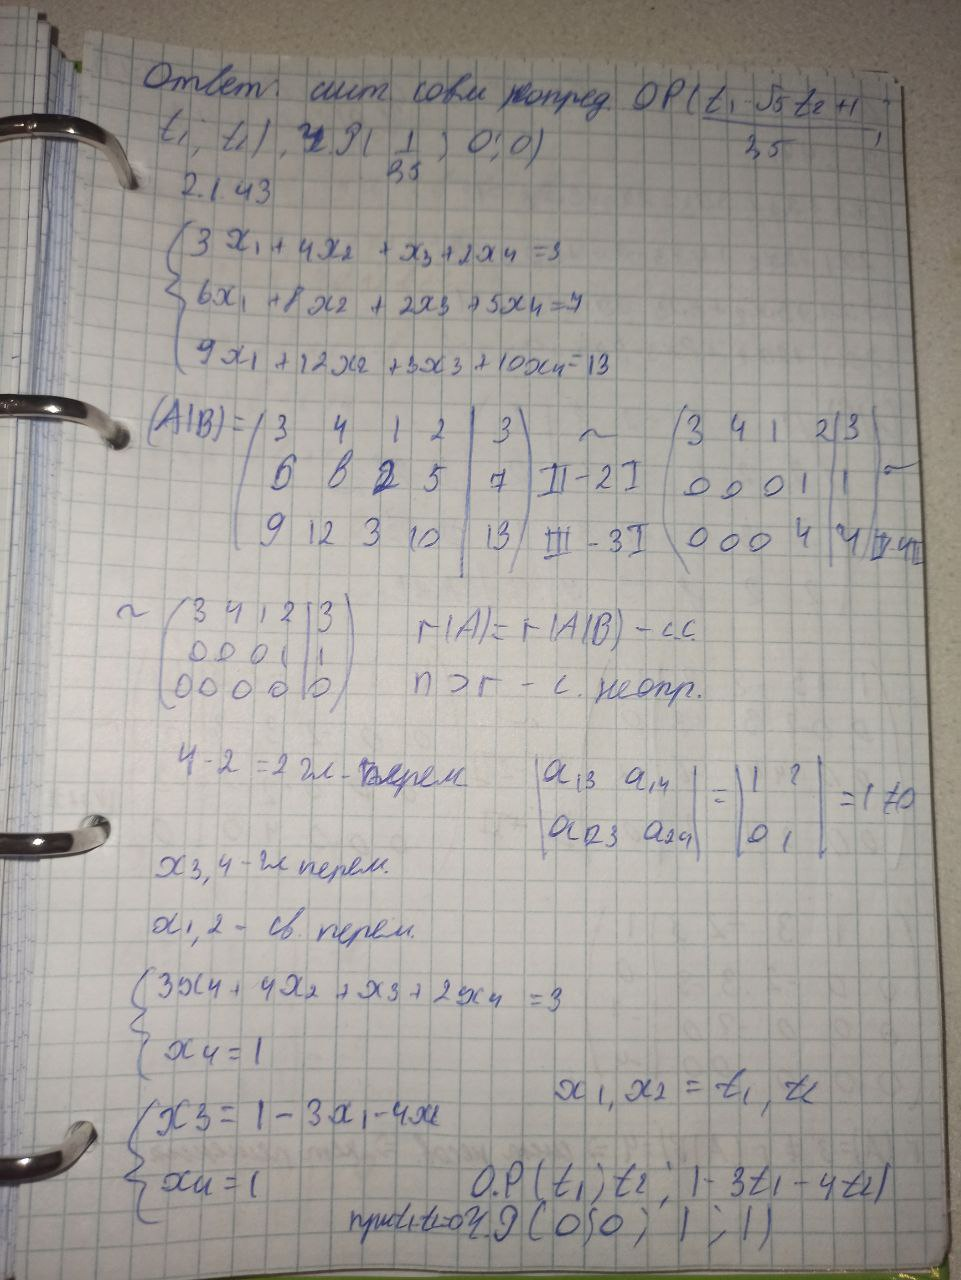 Ответ: сист совм неопред. ОР(t₁ - √5 t₂ + 1 / 3,5 ;
t₁; t₂), ЧР( 1 / 3,5 ; 0; 0)
2.1.43
{ 3x₁ + 4x₂ + x₃ + 2x₄ = 3
6x₁ + 8x₂ + 2x₃ + 5x₄ = 7
9x₁ + 12x₂ + 3x₃ + 10x₄ = 13
(A|B) = ( 3 4 1 2 | 3 ) ~ ( 3 4 1 2 | 3 )
6 8 2 5 | 7 II - 2I 0 0 0 1 | 1 ~
9 12 3 10 | 13 III - 3I 0 0 0 4 | 4
~ ( 3 4 1 2 | 3 ) r(A) = r(A|B) - с.с.
0 0 0 1 | 1
0 0 0 0 | 0 n > r - с. неопр.
4 - 2 = 2 гл. перем | a₁₃ a₁₄ | = | 1 2 | = 1 ≠ 0
a₂₃ a₂₄ 0 1
x₃,₄ - гл перем.
x₁,₂ - св. перем.
{ 3x₄ + 4x₂ + x₃ + 2x₄ = 3
x₄ = 1
x₁, x₂ = t₁, t₂
{ x₃ = 1 - 3x₁ - 4x₂
x₄ = 1 О.Р(t₁; t₂; 1 - 3t₁ - 4t₂)
при t₁ t₂=0 Ч.Р (0; 0; 1; 1)